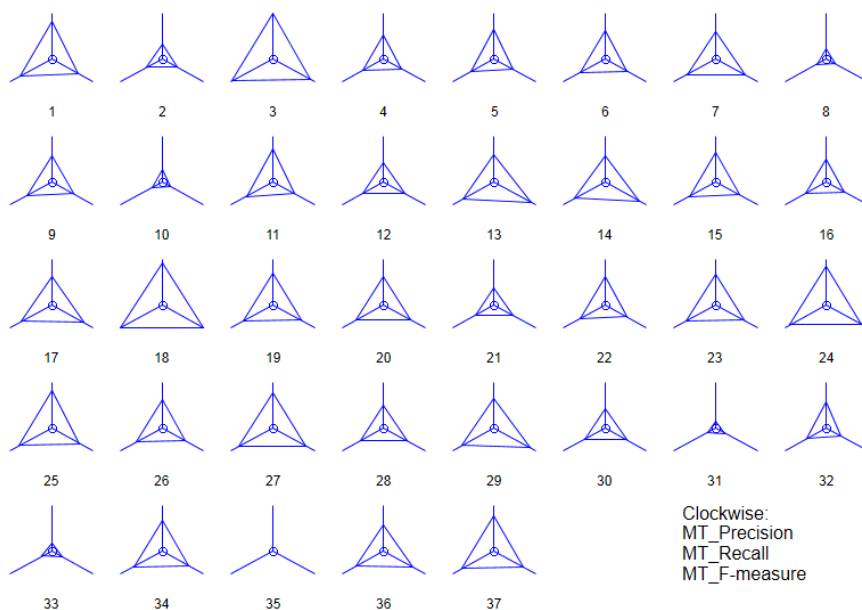 1 2 3 4 5 6 7 8
9 10 11 12 13 14 15 16
17 18 19 20 21 22 23 24
25 26 27 28 29 30 31 32
33 34 35 36 37
Clockwise:
MT_Precision
MT_Recall
MT_F-measure